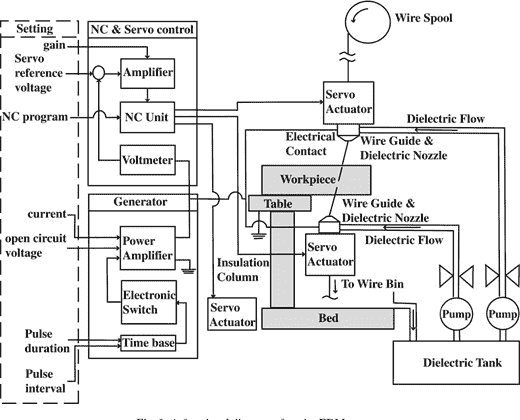 Setting
NC & Servo control
Wire Spool
gain
Servo
reference
voltage
Amplifier
NC program
NC Unit
Voltmeter
Servo
Actuator
Dielectric Flow
Electrical
Contact
Wire Guide &
Dielectric Nozzle
Workpiece
Generator
Table
Wire Guide &
Dielectric Nozzle
current
open circuit
voltage
Power
Amplifier
Servo
Actuator
Dielectric Flow
Insulation
Column
To Wire Bin
Electronic
Switch
Servo
Actuator
Bed
Pump
Pump
Pulse
duration
Time base
Pulse
interval
Dielectric Tank